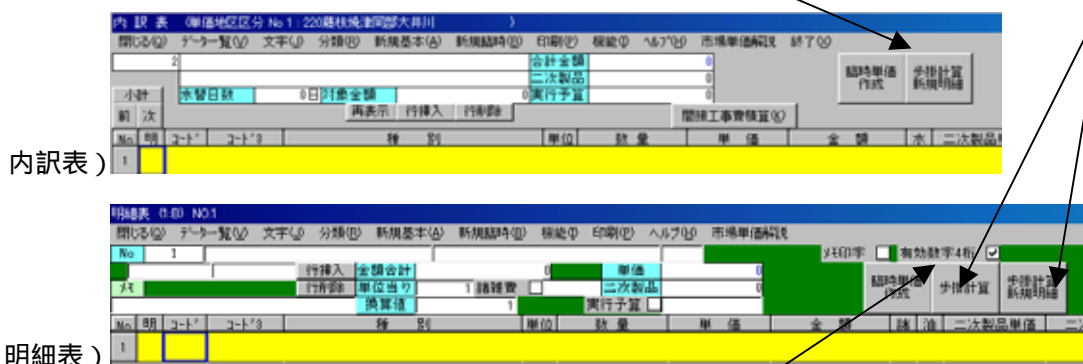 内 訳 表 （単価地区区分 No 1 : 220藤枝焼津岡部大井川 ）
閉じる(Q) データ一覧(V) 文字(J) 分類(R) 新規基本(A) 新規臨時(D) 印刷(P) 機能(I) ヘルプ(H) 市場単価解説 終了(X)
2 合計金額 0
二次製品 0
臨時単価作成 歩掛計算新規明細
小計 水替日数 0日 対象金額 0 実行予算 0
前 次 再表示 行挿入 行削除 間接工事費積算(K)
No 明 コード コード3 種 別 単位 数 量 単 価 金 額 水 二次製品
内訳表） 1
明細表 NO.1
閉じる(Q) データ一覧(V) 文字(J) 分類(R) 新規基本(A) 新規臨時(D) 機能(I) 印刷(P) ヘルプ(H) 市場単価解説
No 1 メモ印字 有効数字4桁
行挿入 金額合計 0 単価 0
臨時単価作成 歩掛計算 歩掛計算新規明細
メモ 行削除 単位当り 1 諸雑費 二次製品 0
換算値 1 実行予算
No 明 コード コード3 種 別 単位 数 量 単 価 金 額 諸 油 二次製品単価 二
明細表） 1